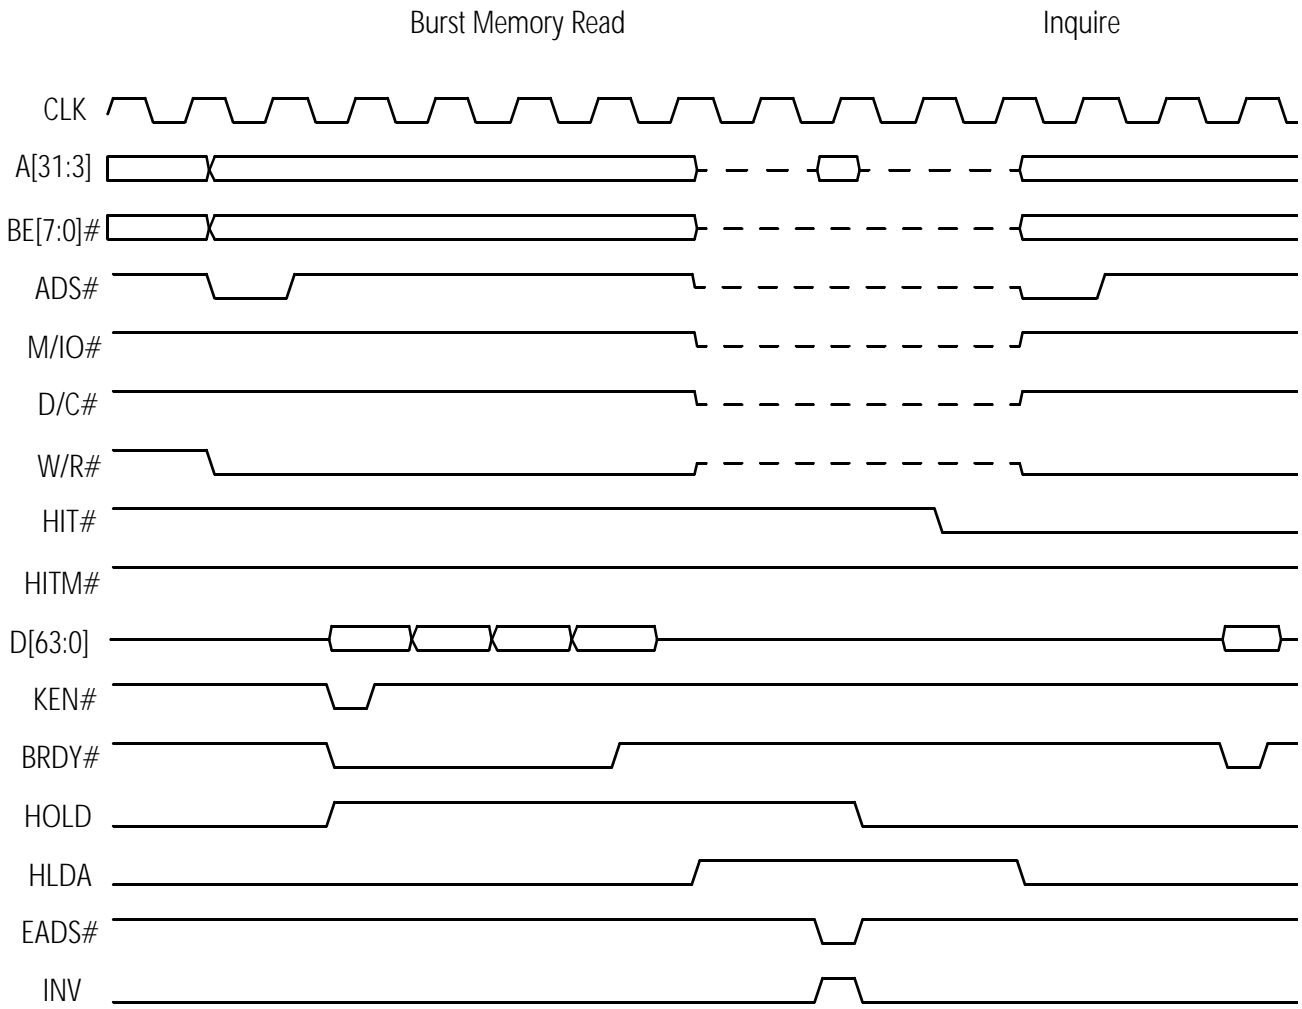 Burst Memory Read Inquire
CLK
A[31:3]
BE[7:0]#
ADS#
M/IO#
D/C#
W/R#
HIT#
HITM#
D[63:0]
KEN#
BRDY#
HOLD
HLDA
EADS#
INV